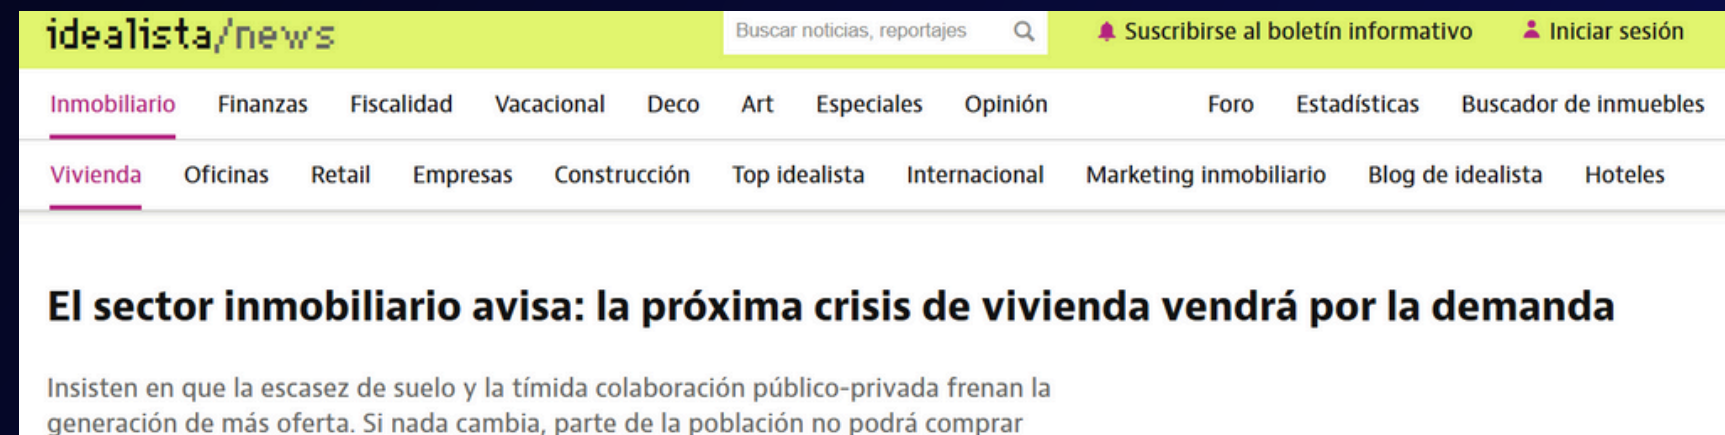 idealista/news
Buscar noticias, reportajes
Suscribirse al boletín informativo
Iniciar sesión
Inmobiliario Finanzas Fiscalidad Vacacional Deco Art Especiales Opinión Foro Estadísticas Buscador de inmuebles
Vivienda Oficinas Retail Empresas Construcción Top idealista Internacional Marketing inmobiliario Blog de idealista Hoteles
El sector inmobiliario avisa: la próxima crisis de vivienda vendrá por la demanda
Insisten en que la escasez de suelo y la tímida colaboración público-privada frenan la
generación de más oferta. Si nada cambia, parte de la población no podrá comprar